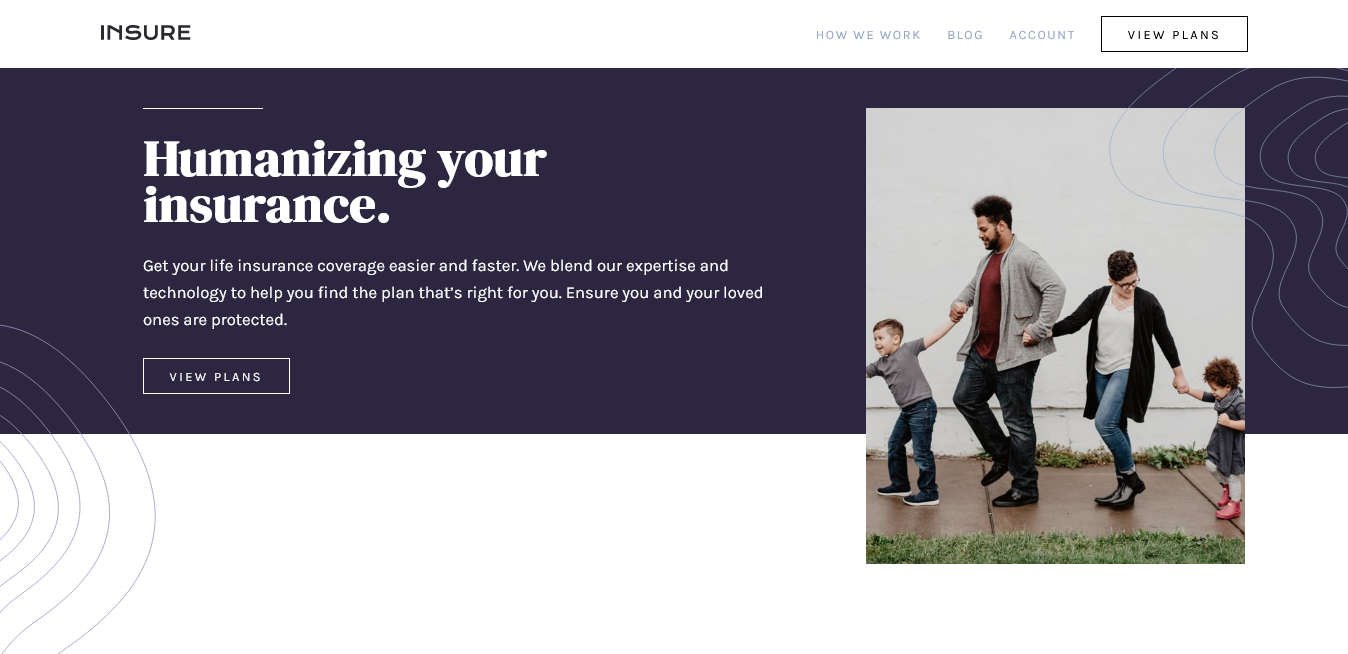 INSURE
HOW WE WORK
BLOG
ACCOUNT
VIEW PLANS
Humanizing your
insurance.
Get your life insurance coverage easier and faster. We blend our expertise and
technology to help you find the plan that’s right for you. Ensure you and your loved
ones are protected.
VIEW PLANS